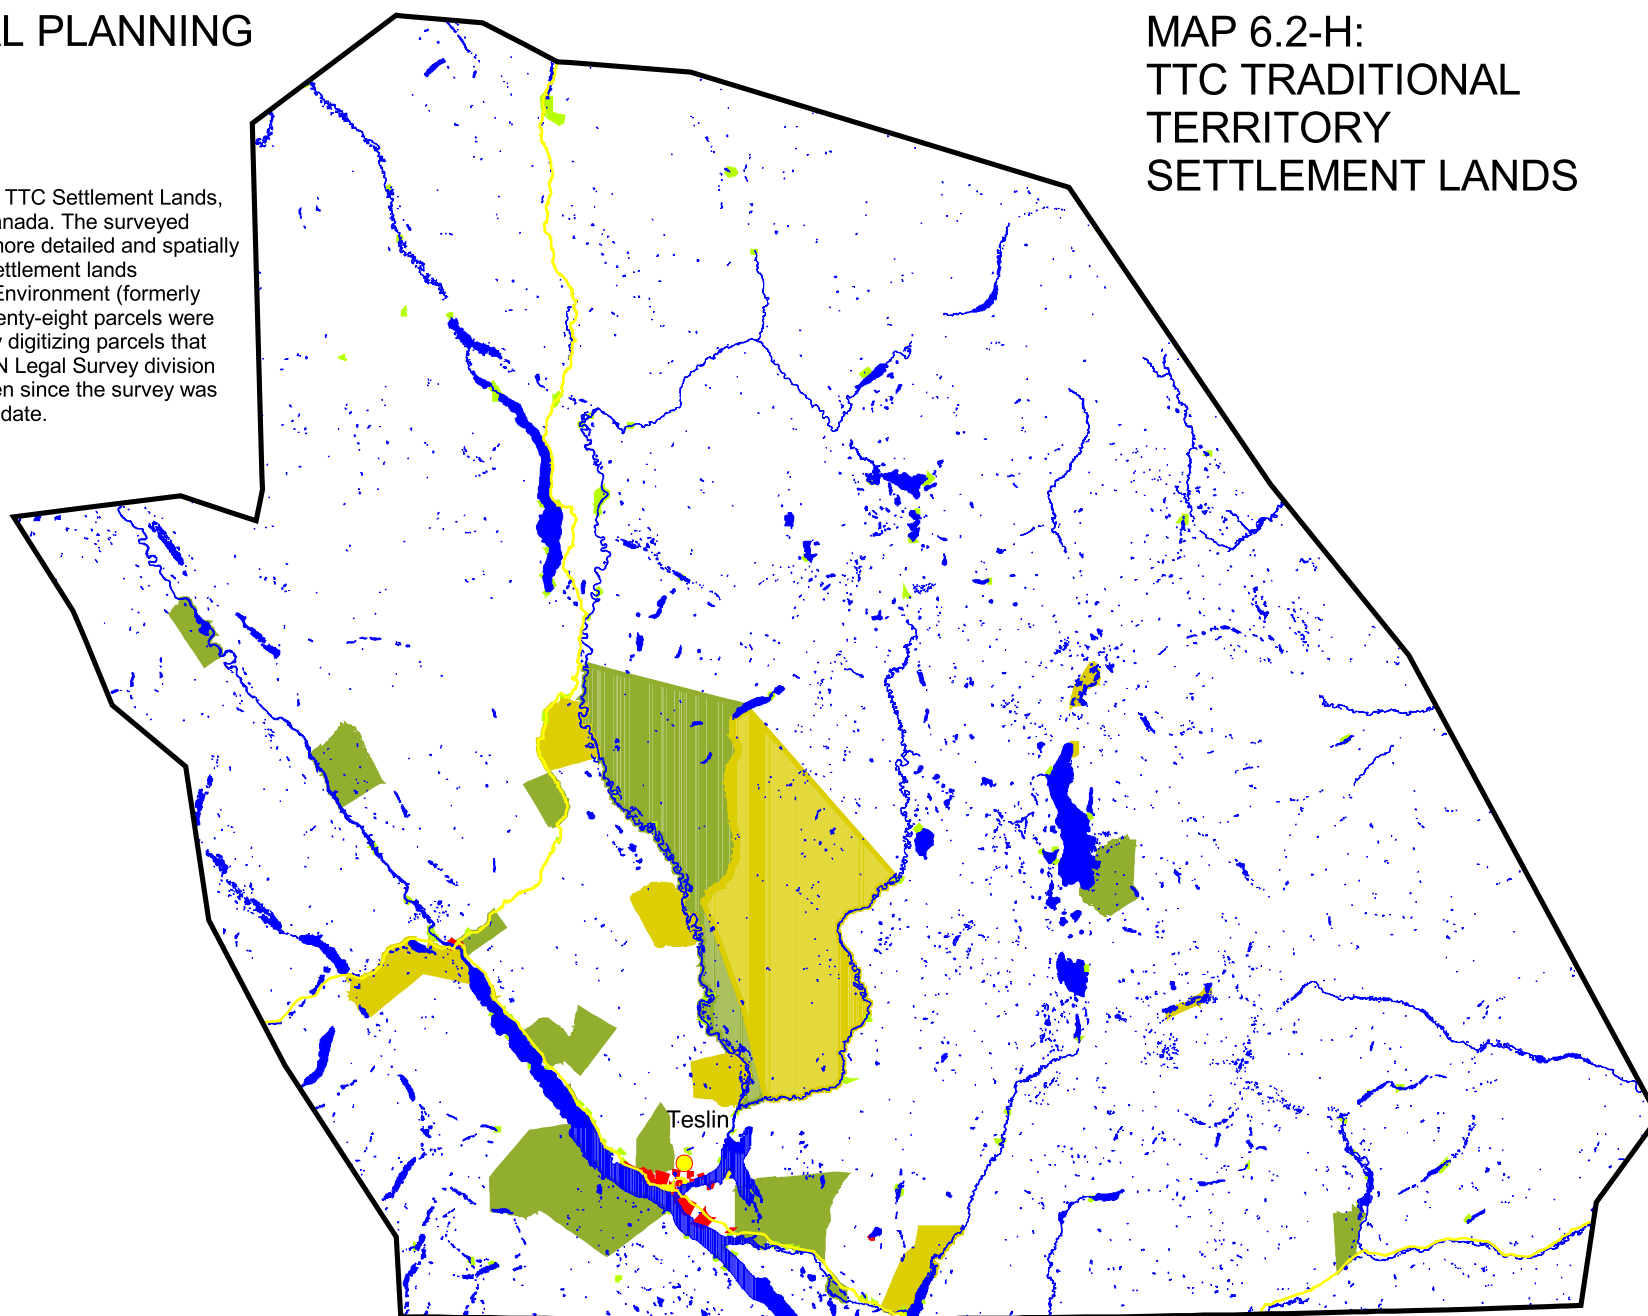 L PLANNING
MAP 6.2-H:
TTC TRADITIONAL
TERRITORY
SETTLEMENT LANDS
TTC Settlement Lands,
anada. The surveyed
more detailed and spatially
ettlement lands
Environment (formerly
enty-eight parcels were
y digitizing parcels that
N Legal Survey division
en since the survey was
date.
Teslin